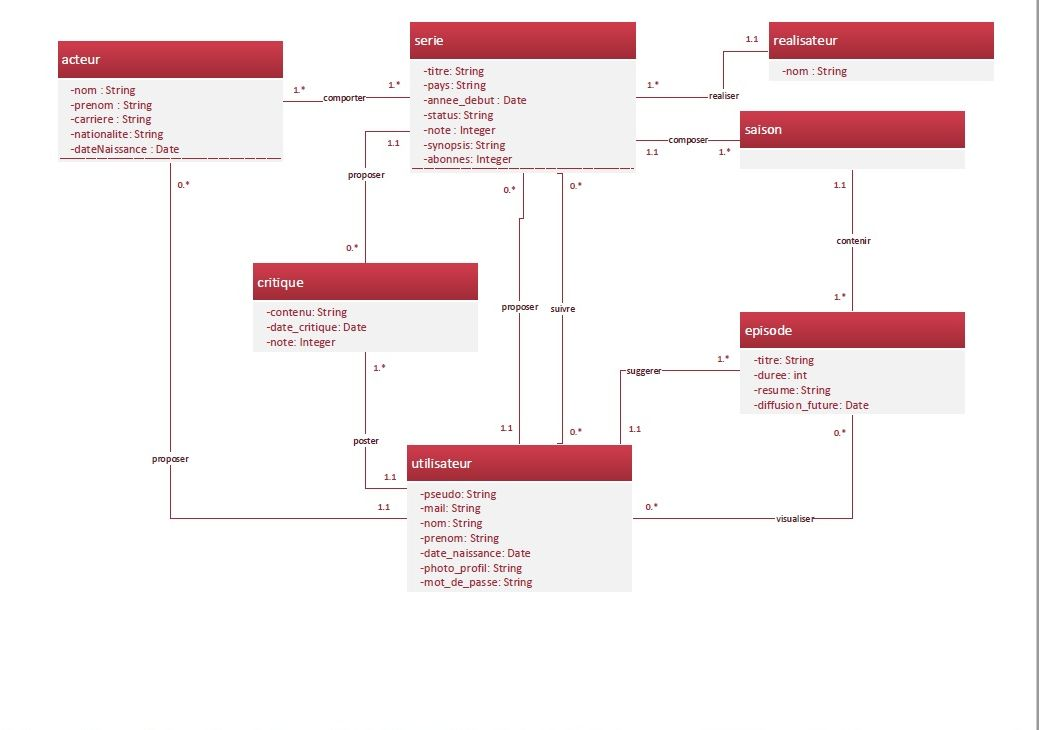 serie
-titre: String
-pays: String
-annee_debut : Date
-status: String
-note : Integer
-synopsis: String
-abonnes: Integer
realisateur
-nom : String
acteur
-nom : String
-prenom : String
-carriere : String
-nationalite: String
-dateNaissance : Date
1.*
comporter
1.*
1.*
realiser
1.1
saison
1.1
composer
1.*
1.1
proposer
0.*
0.*
0.*
0.*
1.1
contenir
1.*
critique
-contenu: String
-date_critique: Date
-note: Integer
proposer
suivre
episode
-titre: String
-duree: int
-resume: String
-diffusion_future: Date
1.*
suggerer
1.1
1.*
poster
1.1
1.1
0.*
0.*
proposer
1.1
utilisateur
-pseudo: String
-mail: String
-nom: String
-prenom: String
-date_naissance: Date
-photo_profil: String
-mot_de_passe: String
0.*
visualiser